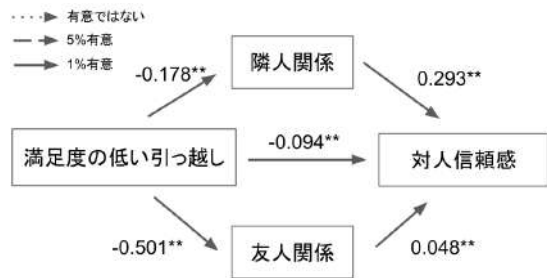 有意ではない
5%有意
1%有意
-0.178**
隣人関係
0.293**
満足度の低い引っ越し
-0.094**
対人信頼感
-0.501**
友人関係
0.048**